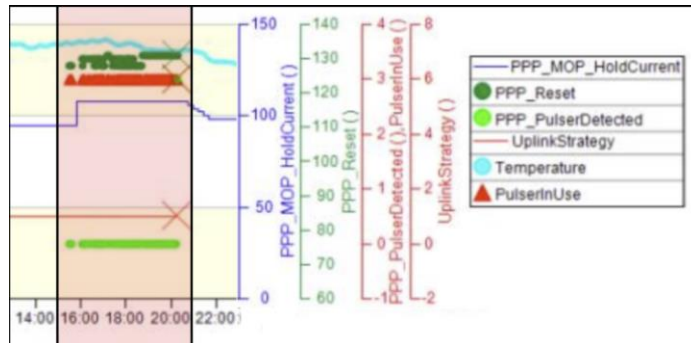 150
100
50
0
PPP_MOP_HoldCurrent ()
140
130
120
110
100
90
80
70
60
PPP_Reset ()
4
3
2
1
0
-1
PPP_PulserDetected (),PulserInUse ()
8
6
4
2
0
-2
UplinkStrategy ()
PPP_MOP_HoldCurrent
PPP_Reset
PPP_PulserDetected
UplinkStrategy
Temperature
PulserInUse
14:00 16:00 18:00 20:00 22:00